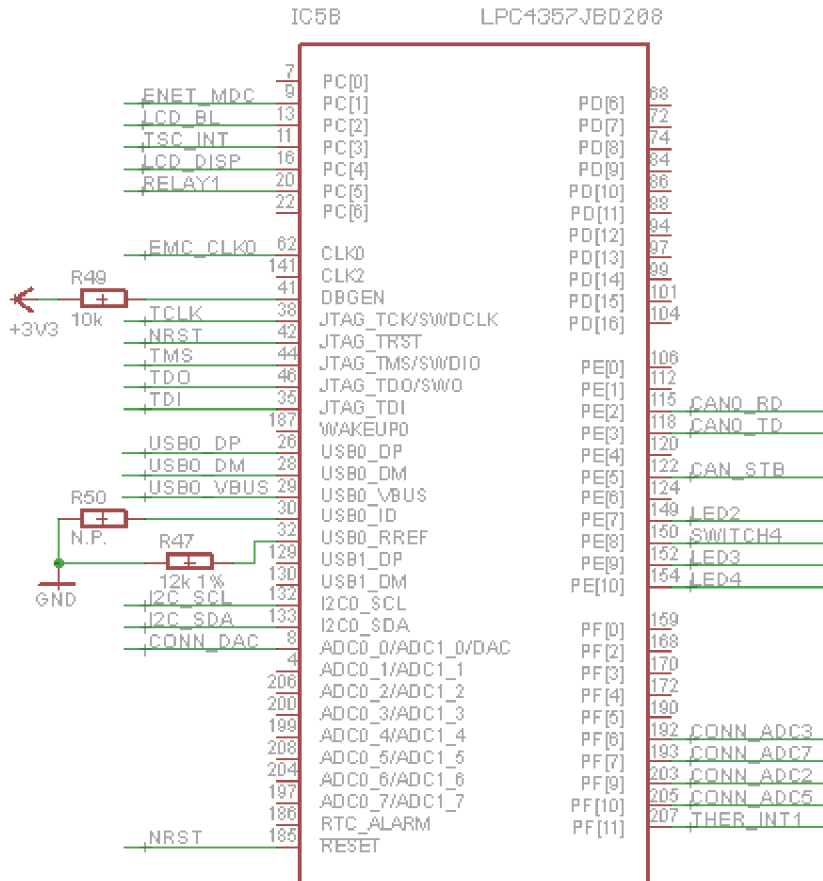 IC5B LPC4357JBD208
7 PC[0]
ENET_MDC 9 PC[1]
LCD_BL 13 PC[2]
TSC_INT 11 PC[3]
LCD_DISP 16 PC[4]
RELAY1 20 PC[5]
22 PC[6]
EMC_CLK0 62 CLK0
141 CLK2
R49
10k
+3V3
41 DBGEN
TCLK 38 JTAG_TCK/SWDCLK
NRST 42 JTAG_TRST
TMS 44 JTAG_TMS/SWDIO
TDO 46 JTAG_TDO/SWO
TDI 35 JTAG_TDI
187 WAKEUP0
USB0_DP 26 USB0_DP
USB0_DM 28 USB0_DM
USB0_VBUS 29 USB0_VBUS
R50
N.P.
30 USB0_ID
R47
12k 1%
GND
32 USB0_RREF
129 USB1_DP
130 USB1_DM
I2C_SCL 132 I2C0_SCL
I2C_SDA 133 I2C0_SDA
CONN_DAC 8 ADC0_0/ADC1_0/DAC
4 ADC0_1/ADC1_1
206 ADC0_2/ADC1_2
200 ADC0_3/ADC1_3
199 ADC0_4/ADC1_4
208 ADC0_5/ADC1_5
204 ADC0_6/ADC1_6
197 ADC0_7/ADC1_7
186 RTC_ALARM
NRST 185 RESET
PD[6] 68
PD[7] 72
PD[8] 74
PD[9] 84
PD[10] 86
PD[11] 88
PD[12] 94
PD[13] 97
PD[14] 99
PD[15] 101
PD[16] 104
PE[0] 106
PE[1] 112
PE[2] 115 CAN0_RD
PE[3] 118 CAN0_TD
PE[4] 120
PE[5] 122 CAN_STB
PE[6] 124
PE[7] 149 LED2
PE[8] 150 SWITCH4
PE[9] 152 LED3
PE[10] 154 LED4
PF[0] 159
PF[2] 168
PF[3] 170
PF[4] 172
PF[5] 190
PF[6] 192 CONN_ADC3
PF[7] 193 CONN_ADC7
PF[9] 203 CONN_ADC2
PF[10] 205 CONN_ADC5
PF[11] 207 THER_INT1